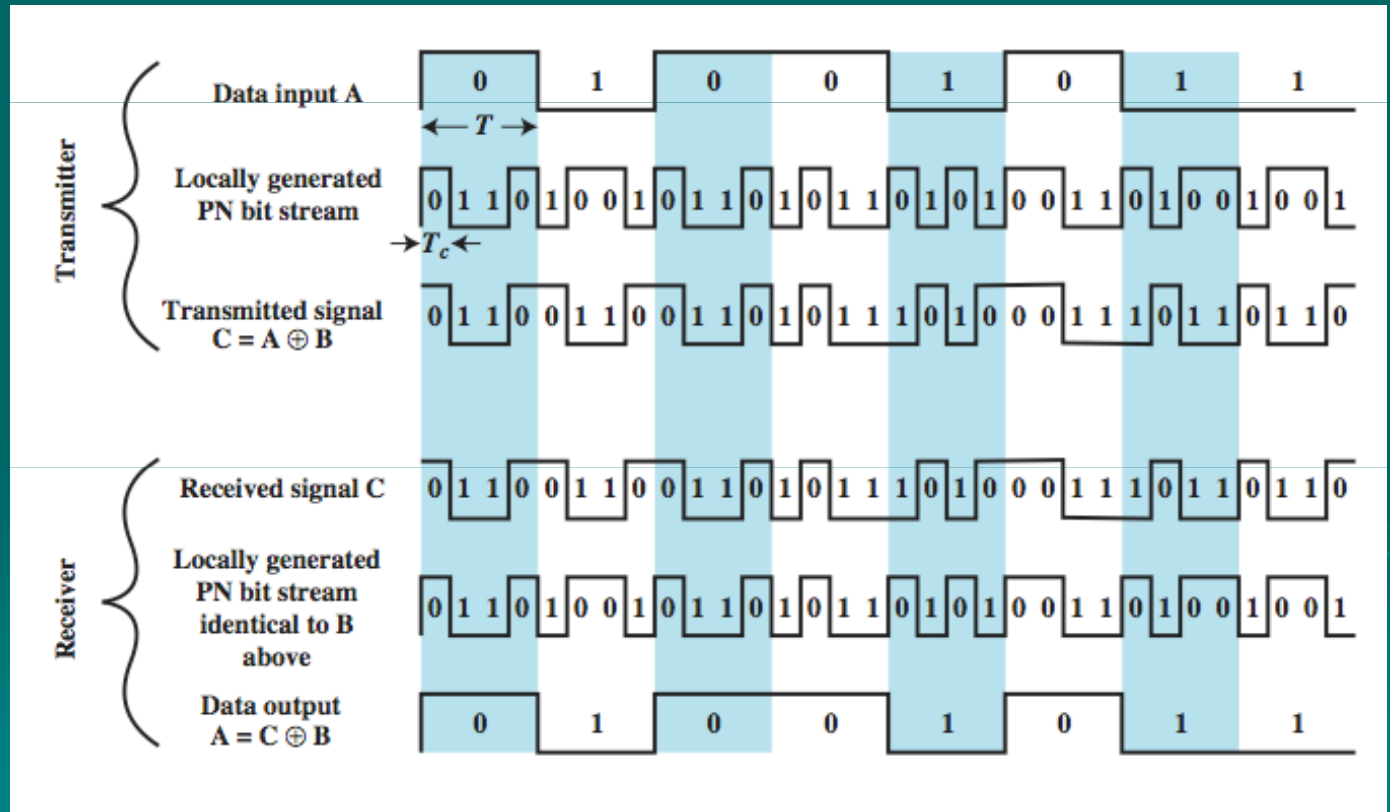 Transmitter
Data input A
0 1 0 0 1 0 1 1
T
Locally generated
PN bit stream
0 1 1 0 1 0 0 1 0 1 1 0 1 0 1 1 0 1 0 1 0 0 1 1 0 1 0 0 1 0 0 1
Tc
Transmitted signal
C = A ⊕ B
0 1 1 0 0 1 1 0 0 1 1 0 1 0 1 1 1 0 1 0 0 0 1 1 1 0 1 1 0 1 1 0
Receiver
Received signal C
0 1 1 0 0 1 1 0 0 1 1 0 1 0 1 1 1 0 1 0 0 0 1 1 1 0 1 1 0 1 1 0
Locally generated
PN bit stream
identical to B
above
0 1 1 0 1 0 0 1 0 1 1 0 1 0 1 1 0 1 0 1 0 0 1 1 0 1 0 0 1 0 0 1
Data output
A = C ⊕ B
0 1 0 0 1 0 1 1